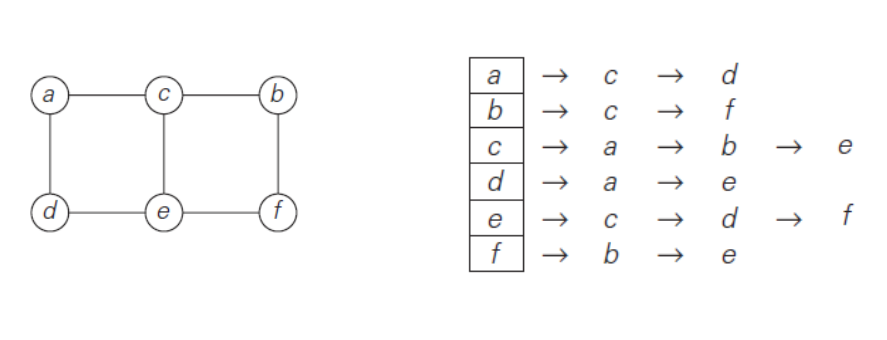 a c b
d e f
a → c → d
b → c → f
c → a → b → e
d → a → e
e → c → d → f
f → b → e